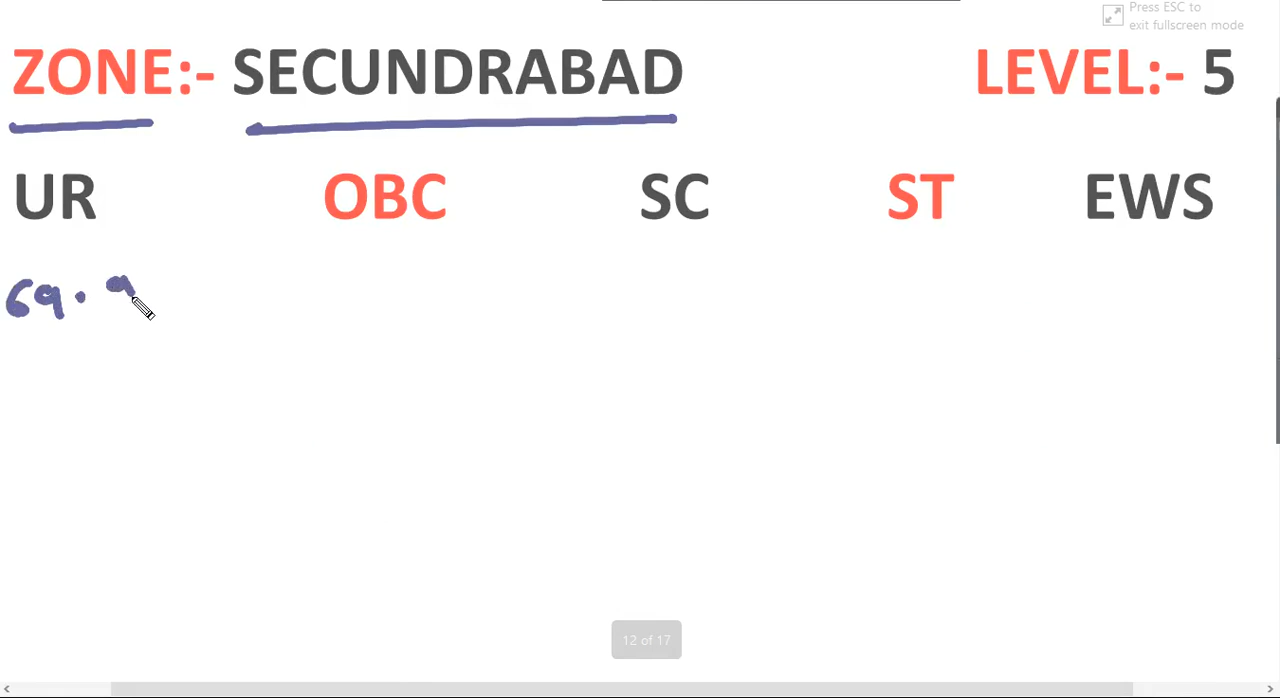 Press ESC to
exit fullscreen mode
ZONE:- SECUNDRABAD LEVEL:- 5
UR OBC SC ST EWS
69.9
12 of 17